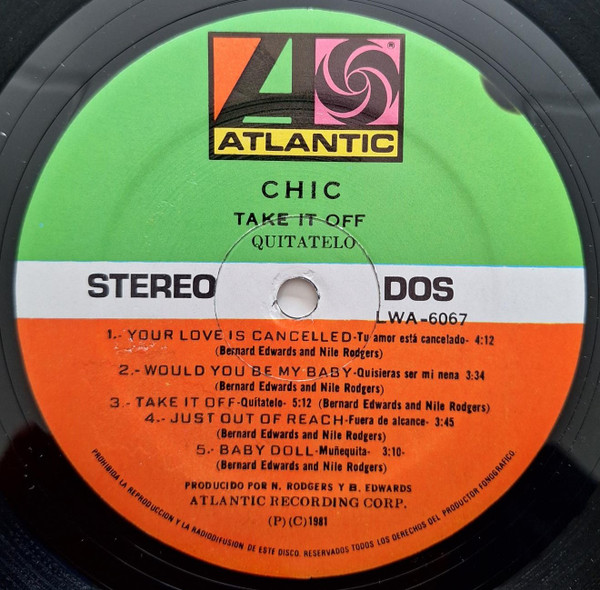 ATLANTIC
®
CHIC
TAKE IT OFF
QUITATELO
STEREO DOS
LWA-6067
1.- YOUR LOVE IS CANCELLED-Tu amor está cancelado- 4:12
(Bernard Edwards and Nile Rodgers)
2.- WOULD YOU BE MY BABY-Quisieras ser mi nena 3:34
(Bernard Edwards and Nile Rodgers)
3.- TAKE IT OFF-Quitatelo- 5:12 (Bernard Edwards and Nile Rodgers)
4.- JUST OUT OF REACH-Fuera de alcance- 3:45
(Bernard Edwards and Nile Rodgers)
5.- BABY DOLL-Muñequita- 3:10-
(Bernard Edwards and Nile Rodgers)
PRODUCIDO POR N. RODGERS Y B. EDWARDS
ATLANTIC RECORDING CORP.
(P)(C)1981
PROHIBIDA LA REPRODUCCION Y LA RADIODIFUSION DE ESTE DISCO. RESERVADOS TODOS LOS DERECHOS DEL PRODUCTOR FONOGRAFICO.